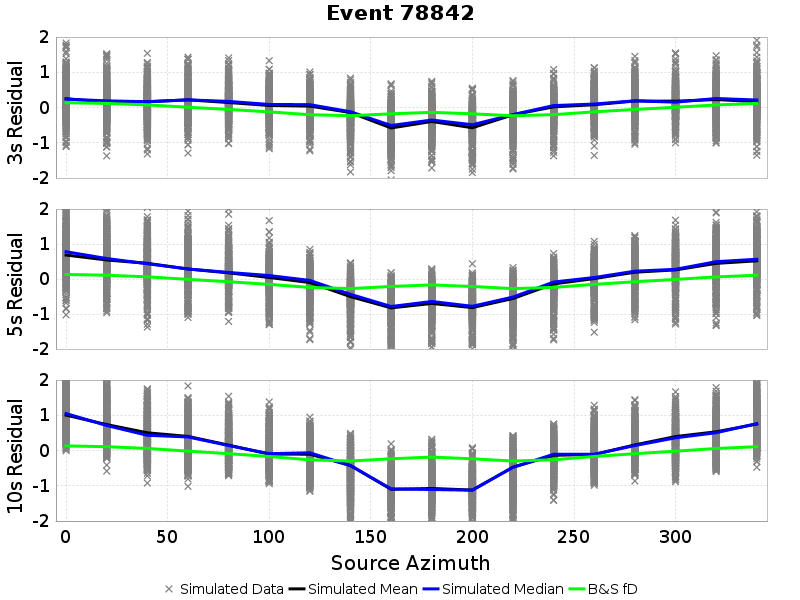 Event 78842
3s Residual
2
1
0
-1
-2
5s Residual
2
1
0
-1
-2
10s Residual
2
1
0
-1
-2
0 50 100 150 200 250 300
Source Azimuth
Simulated Data Simulated Mean Simulated Median B&S fD